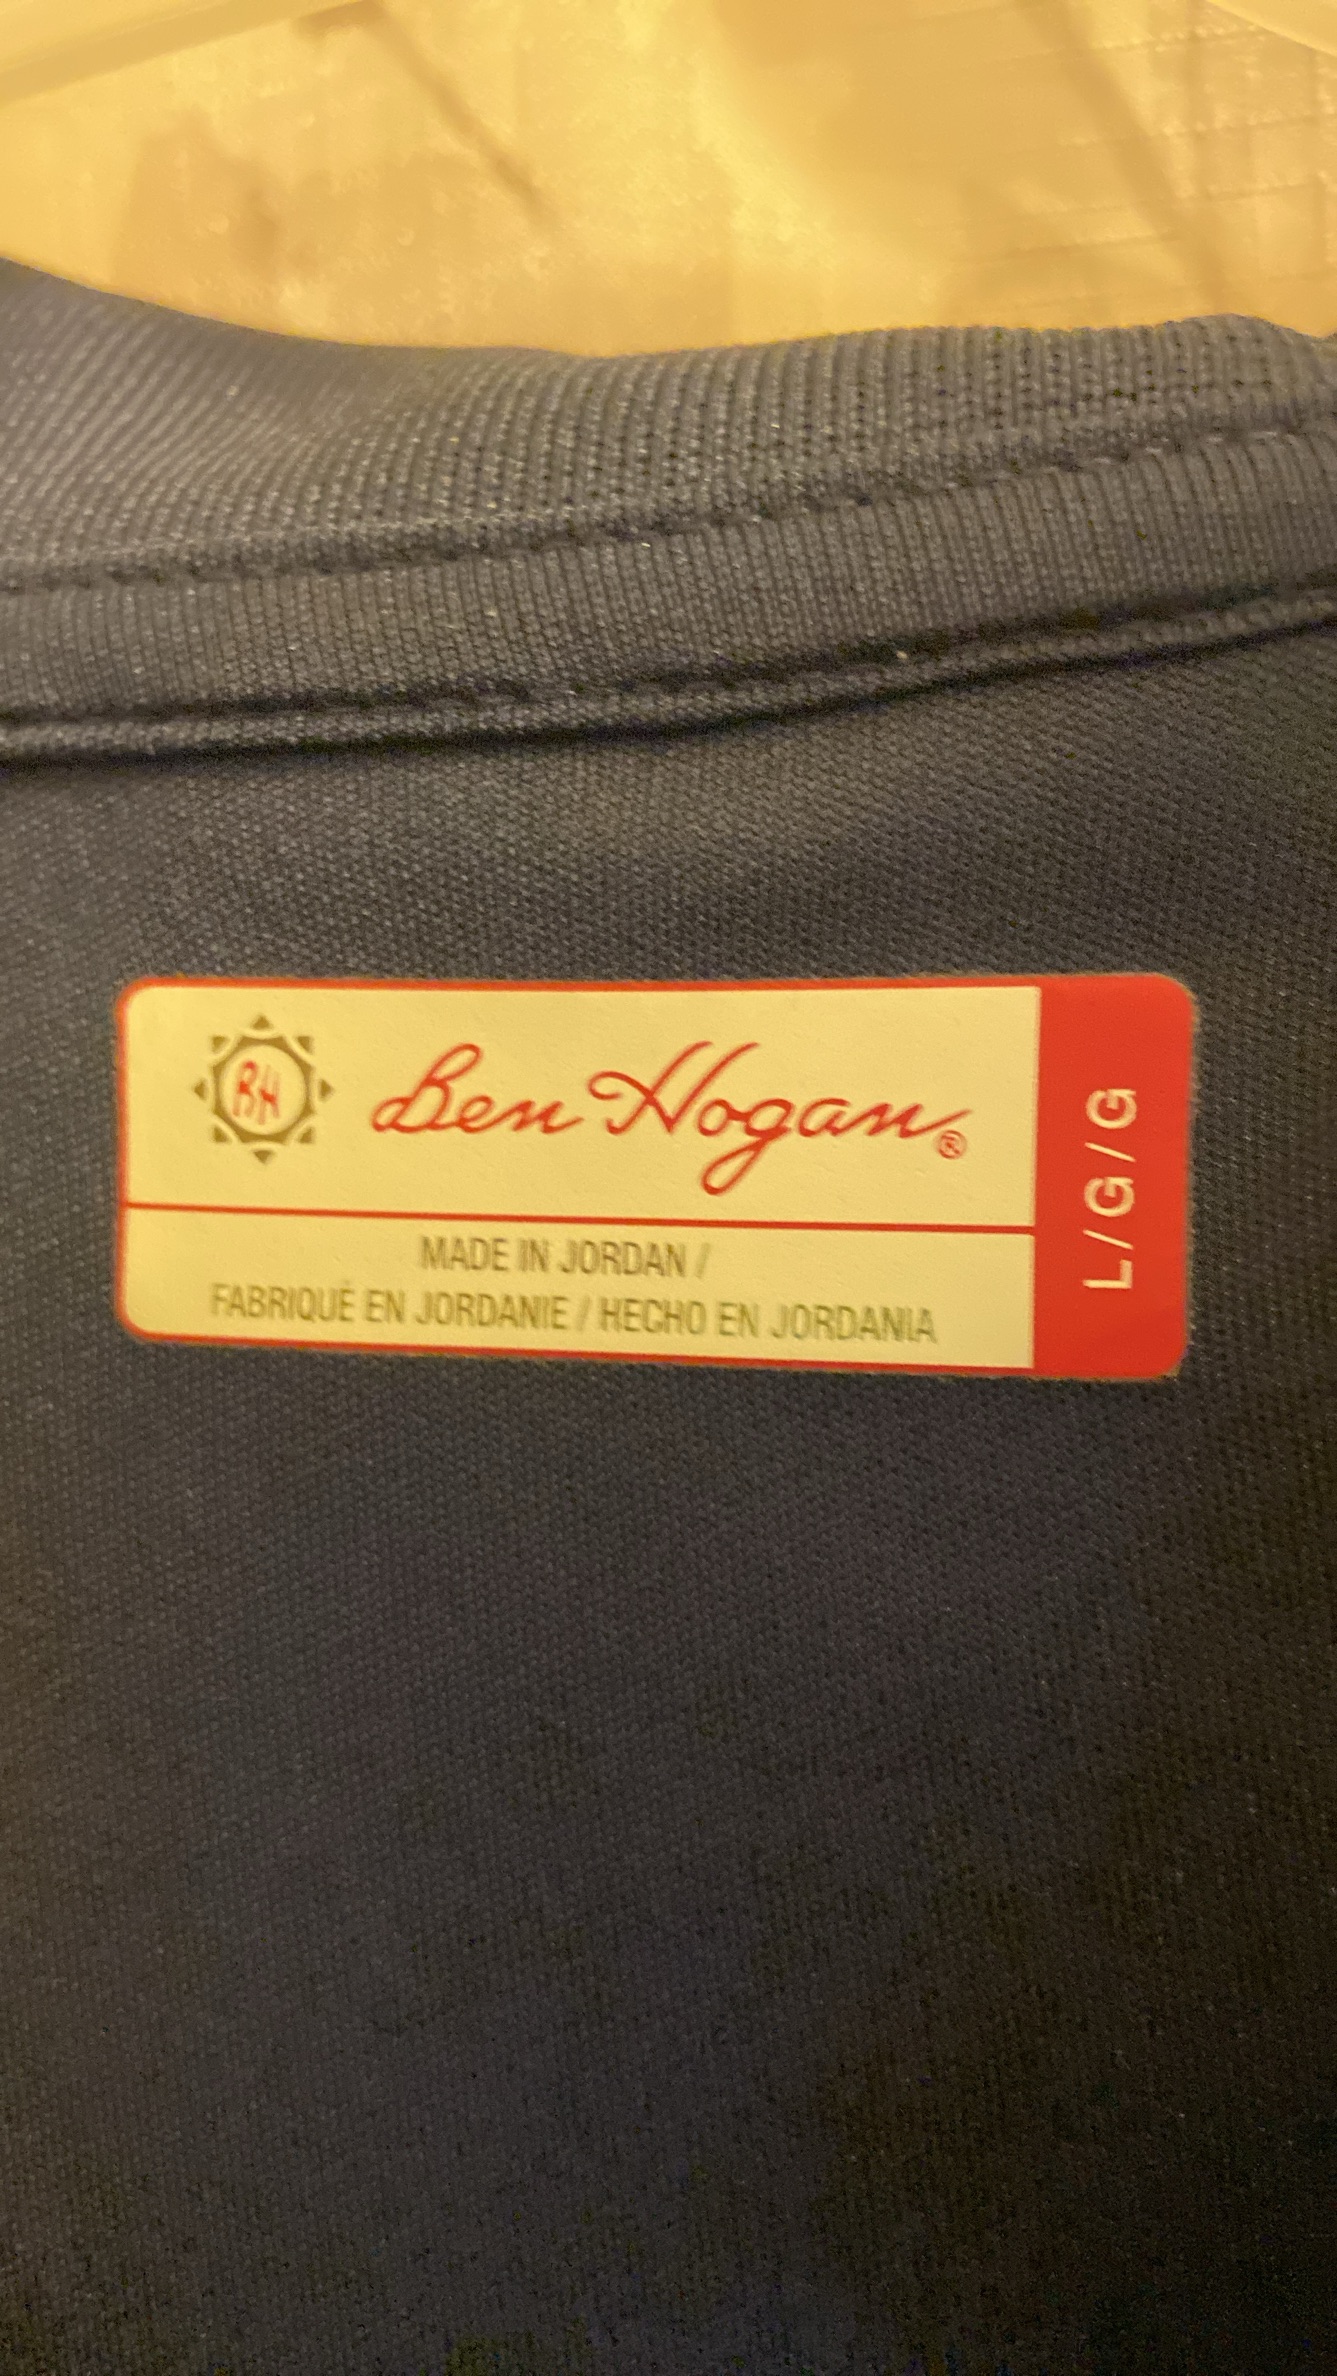 BH
Ben Hogan®
MADE IN JORDAN /
FABRIQUÉ EN JORDANIE / HECHO EN JORDANIA
L/G/G